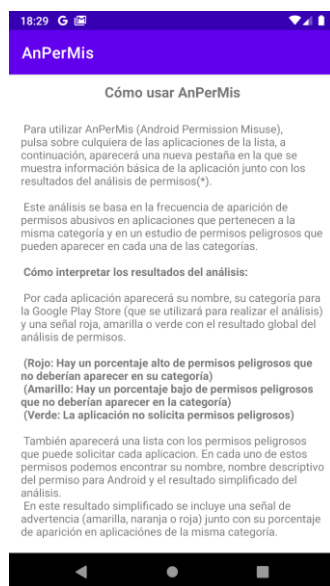 18:29 G
AnPerMis
Cómo usar AnPerMis
Para utilizar AnPerMis (Android Permission Misuse),
pulsa sobre culquiera de las aplicaciones de la lista, a
continuación, aparecerá una nueva pestaña en la que se
muestra información básica de la aplicación junto con los
resultados del análisis de permisos(*).
Este análisis se basa en la frecuencia de aparición de
permisos abusivos en aplicaciones que pertenecen a la
misma categoría y en un estudio de permisos peligrosos que
pueden aparecer en cada una de las categorías.
Cómo interpretar los resultados del análisis:
Por cada aplicación aparecerá su nombre, su categoría para
la Google Play Store (que se utilizará para realizar el análisis)
y una señal roja, amarilla o verde con el resultado global del
análisis de permisos.
(Rojo: Hay un porcentaje alto de permisos peligrosos que
no deberían aparecer en su categoría)
(Amarillo: Hay un porcentaje bajo de permisos peligrosos
que no deberían aparecer en la categoría)
(Verde: La aplicación no solicita permisos peligrosos)
También aparecerá una lista con los permisos peligrosos
que puede solicitar cada aplicacion. En cada uno de estos
permisos podemos encontrar su nombre, nombre descriptivo
del permiso para Android y el resultado simplificado del
análisis.
En este resultado simplificado se incluye una señal de
advertencia (amarilla, naranja o roja) junto con su porcentaje
de aparición en aplicaciónes de la misma categoría.